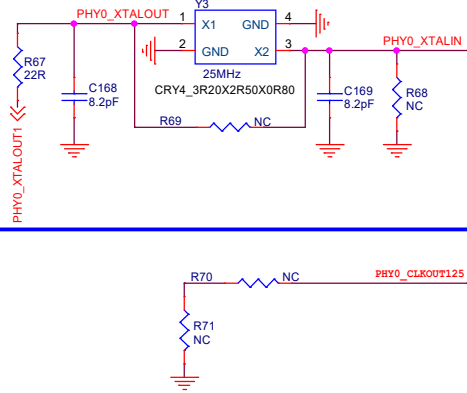 Y3
PHY0_XTALOUT
1
X1
GND
4
2
GND
X2
3
PHY0_XTALIN
R67
22R
25MHz
CRY4_3R20X2R50X0R80
C168
8.2pF
C169
8.2pF
R68
NC
R69
NC
PHY0_XTALOUT1
R70
NC
PHY0_CLKOUT125
R71
NC